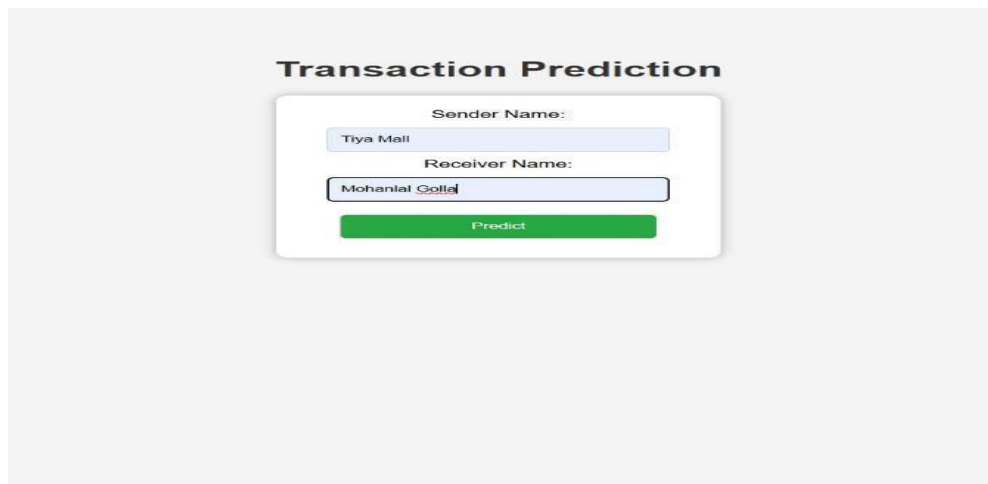 Transaction Prediction
Sender Name:
Tiya Mall
Receiver Name:
Mohanlal Golla
Predict